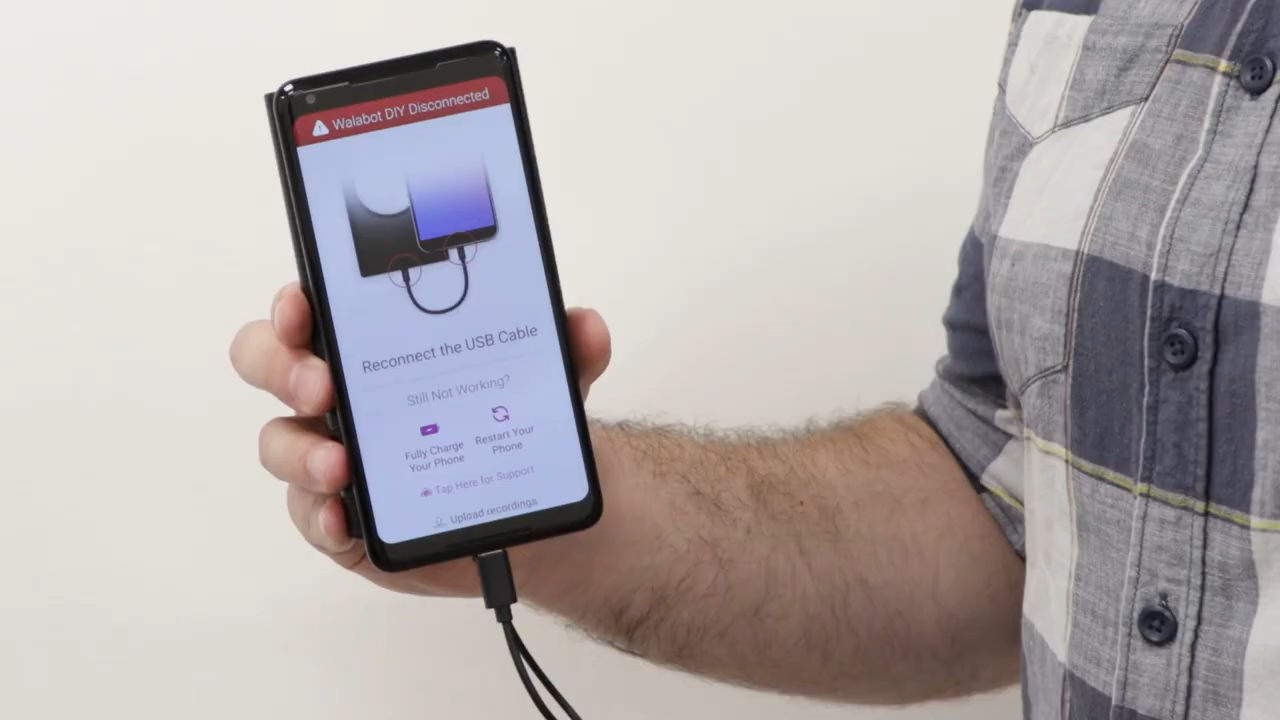 Walabot DIY Disconnected
Reconnect the USB Cable
Still Not Working?
Fully Charge
Your Phone
Restart Your
Phone
Tap Here for Support
Upload recordings